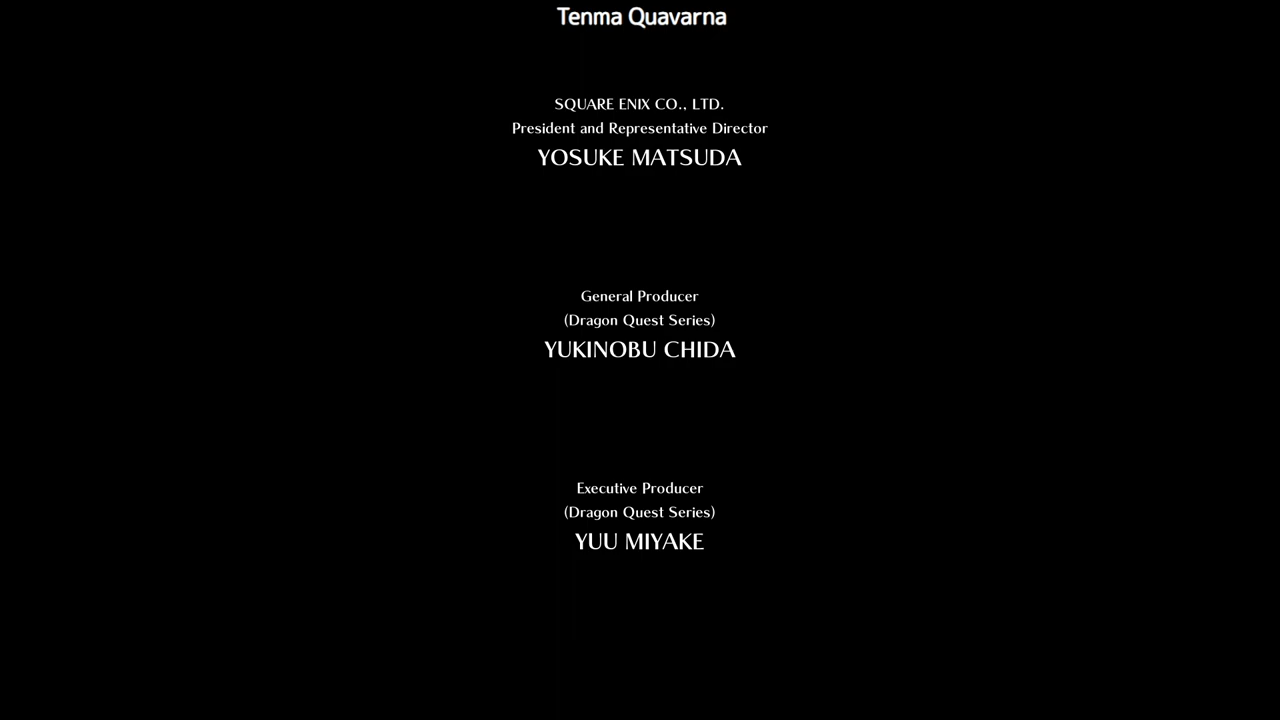 Tenma Quavarna
SQUARE ENIX CO., LTD.
President and Representative Director
YOSUKE MATSUDA
General Producer
(Dragon Quest Series)
YUKINOBU CHIDA
Executive Producer
(Dragon Quest Series)
YUU MIYAKE